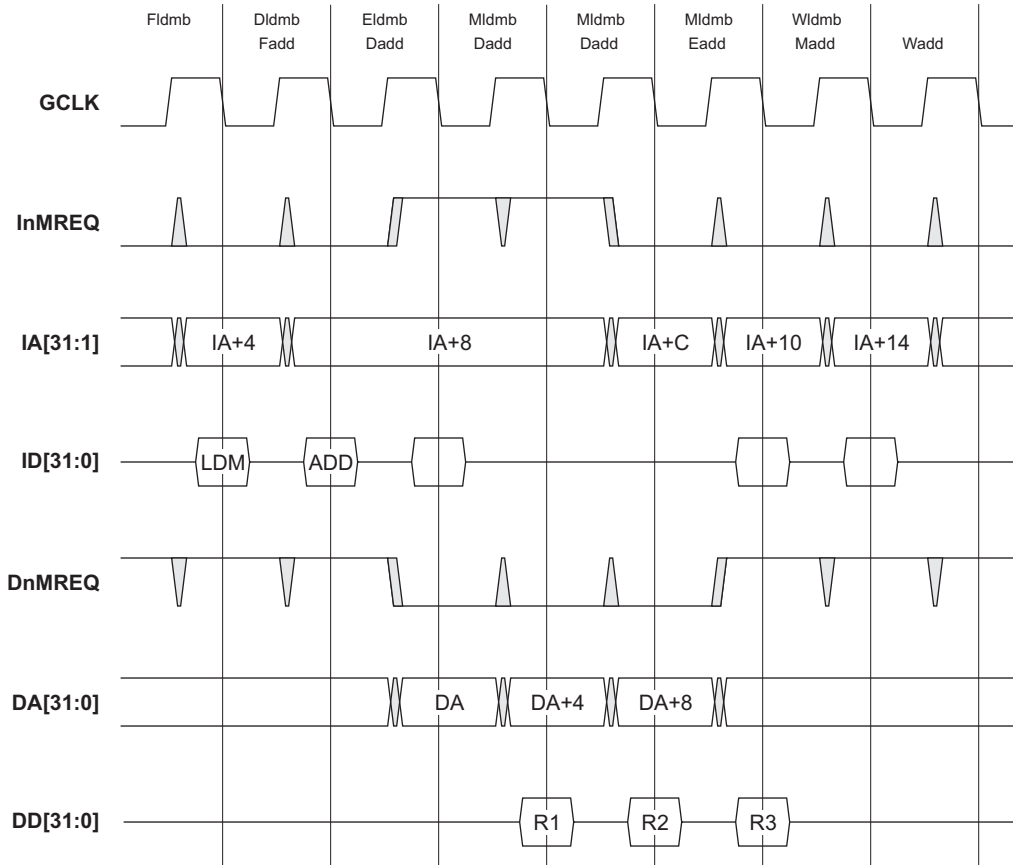 Fldmb Dldmb Eldmb Mldmb Mldmb Mldmb Wldmb
Fadd Dadd Dadd Dadd Eadd Madd Wadd
GCLK
InMREQ
IA[31:1] IA+4 IA+8 IA+C IA+10 IA+14
ID[31:0] LDM ADD
DnMREQ
DA[31:0] DA DA+4 DA+8
DD[31:0] R1 R2 R3